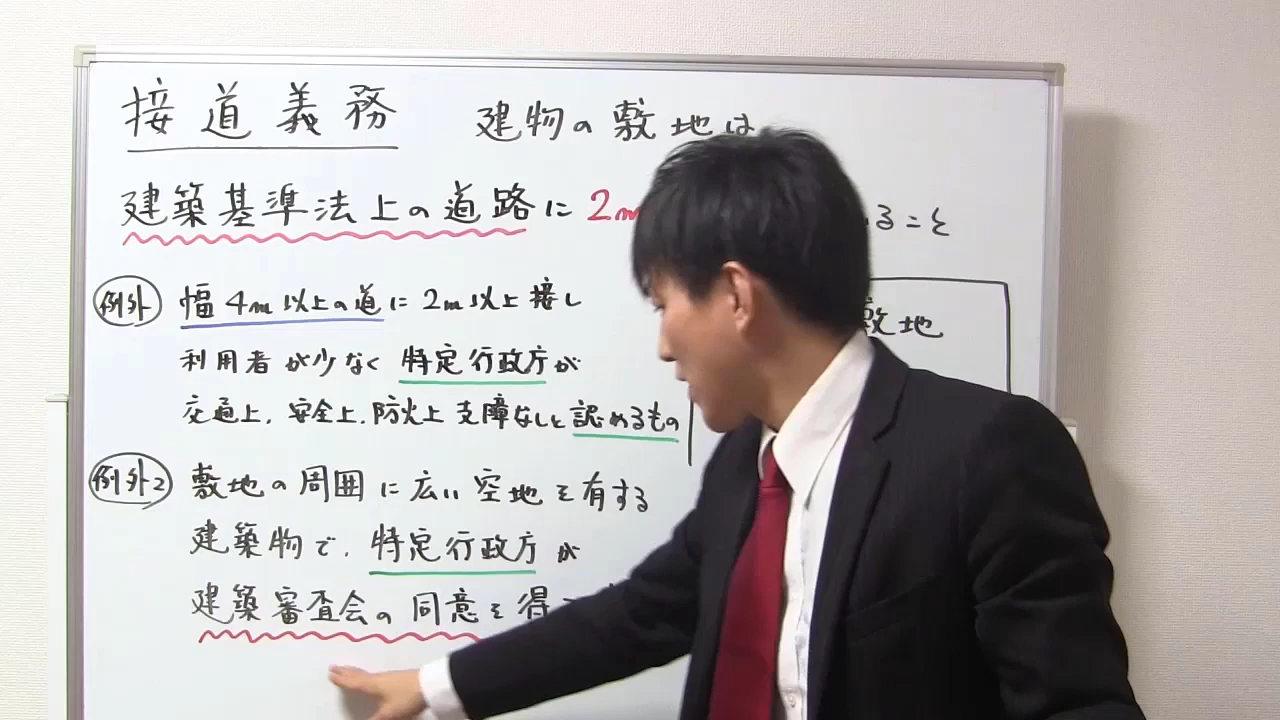 接道義務
建物の敷地は
建築基準法上の道路に 2m
ること
例外 幅4m以上の道に2m以上接し
利用者が少なく 特定行政庁が
交通上、安全上、防火上 支障なしと認めるもの
敷地
例外2 敷地の周囲に広い空地を有する
建築物で、特定行政庁が
建築審査会の同意を得